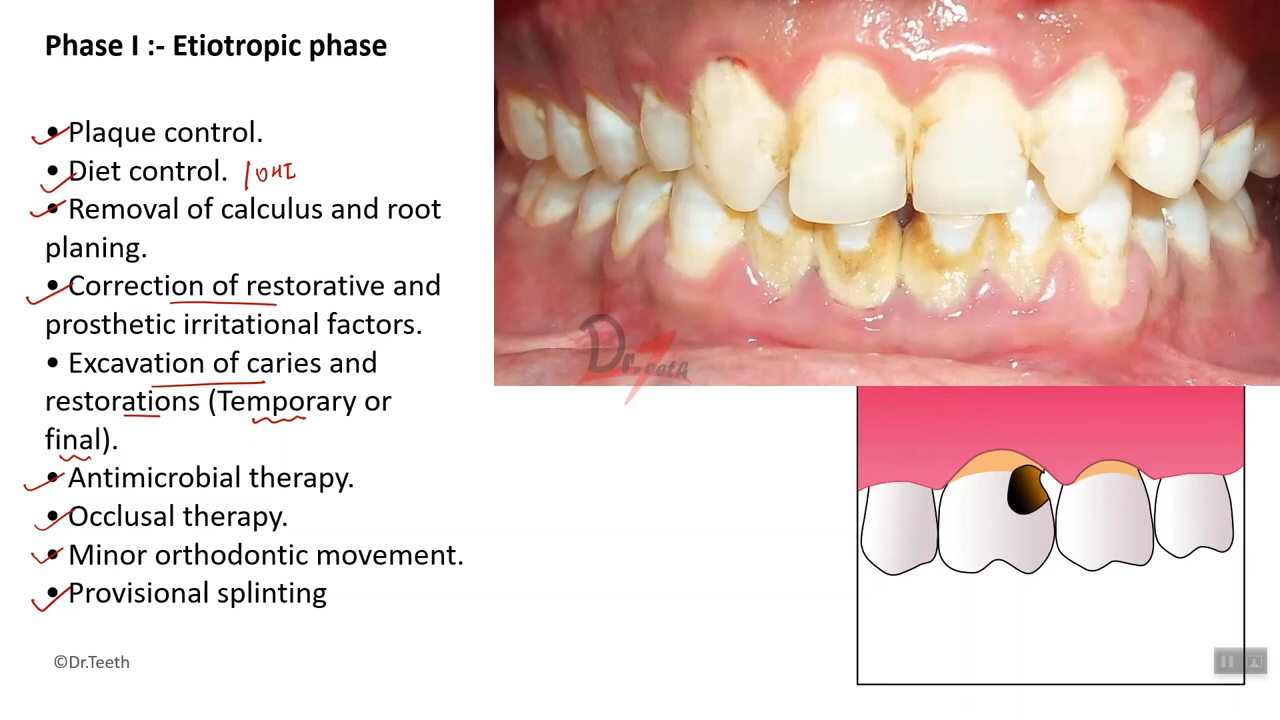 Phase I :- Etiotropic phase
• Plaque control.
• Diet control. / OHI
• Removal of calculus and root
planing.
• Correction of restorative and
prosthetic irritational factors.
• Excavation of caries and
restorations (Temporary or
final).
• Antimicrobial therapy.
• Occlusal therapy.
• Minor orthodontic movement.
• Provisional splinting
Dr.Teeth
©Dr.Teeth